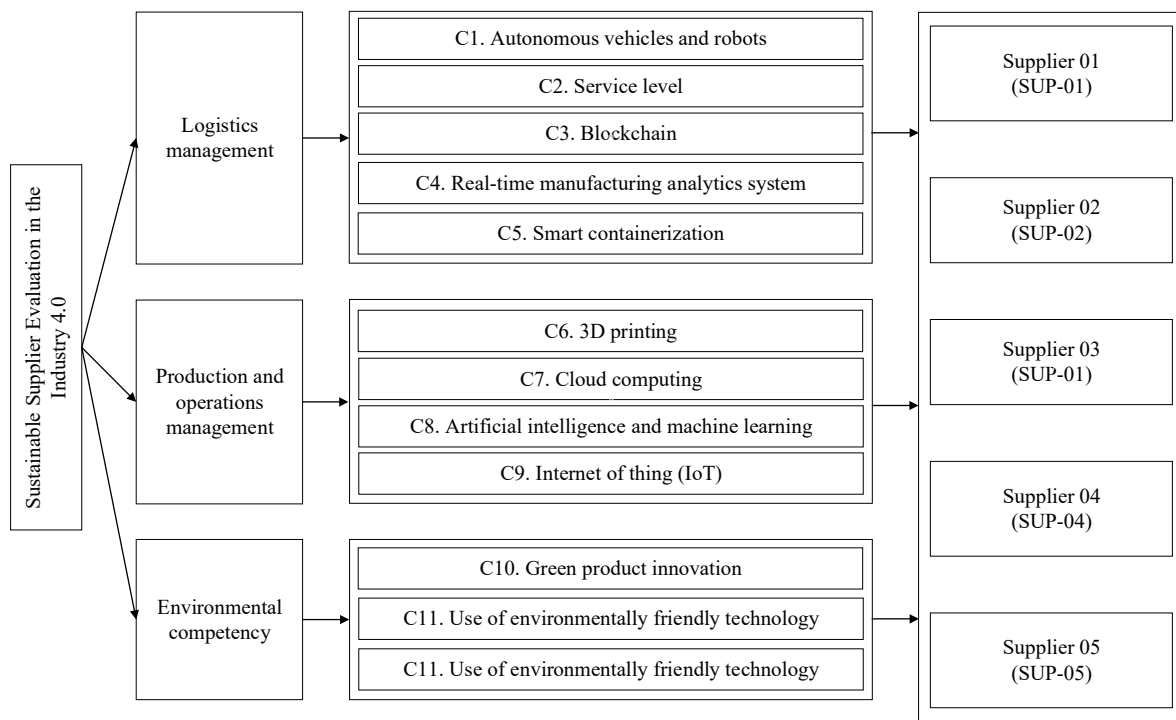 Sustainable Supplier Evaluation in the
Industry 4.0
Logistics
management
C1. Autonomous vehicles and robots
C2. Service level
C3. Blockchain
C4. Real-time manufacturing analytics system
C5. Smart containerization
Production and
operations
management
C6. 3D printing
C7. Cloud computing
C8. Artificial intelligence and machine learning
C9. Internet of thing (IoT)
Environmental
competency
C10. Green product innovation
C11. Use of environmentally friendly technology
C11. Use of environmentally friendly technology
Supplier 01
(SUP-01)
Supplier 02
(SUP-02)
Supplier 03
(SUP-01)
Supplier 04
(SUP-04)
Supplier 05
(SUP-05)